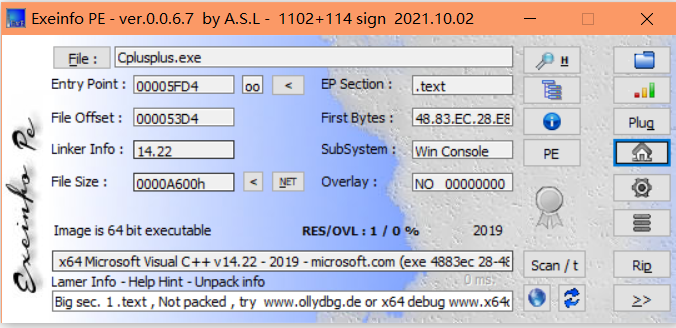 Exeinfo PE - ver.0.0.6.7 by A.S.L - 1102+114 sign 2021.10.02
File : Cplusplus.exe H
Entry Point : 00005FD4 oo < EP Section : .text
File Offset : 000053D4 First Bytes : 48.83.EC.28.E8 Plug
Linker Info : 14.22 SubSystem : Win Console PE
File Size : 0000A600h < NET Overlay : NO 00000000
Exeinfo Pe
Image is 64 bit executable RES/OVL : 1 / 0 % 2019
x64 Microsoft Visual C++ v14.22 - 2019 - microsoft.com (exe 4883ec 28-48 Scan / t Rip
Lamer Info - Help Hint - Unpack info 0 ms.
Big sec. 1 .text , Not packed , try www.ollydbg.de or x64 debug www.x64d >>